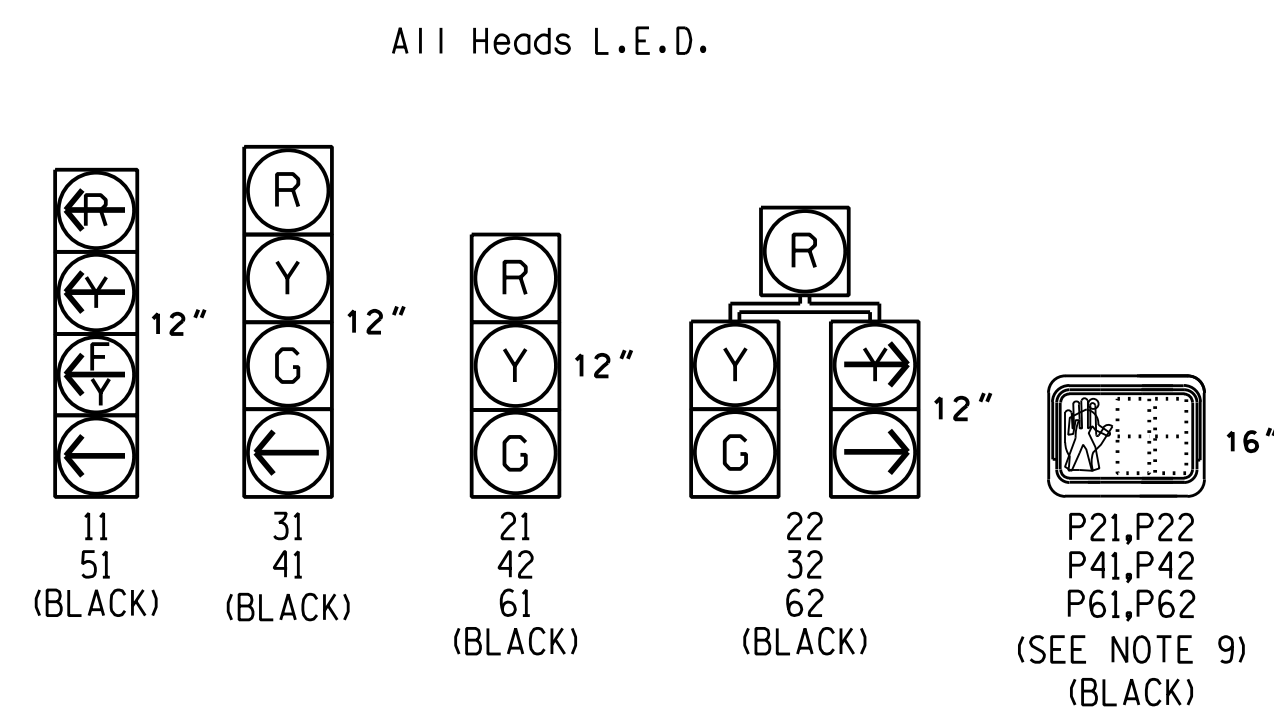 All Heads L.E.D.
R
Y
F
Y
12"
11
51
(BLACK)
R
Y
G
12"
31
41
(BLACK)
R
Y
G
12"
21
42
61
(BLACK)
R
Y
Y
G
12"
22
32
62
(BLACK)
16"
P21,P22
P41,P42
P61,P62
(SEE NOTE 9)
(BLACK)